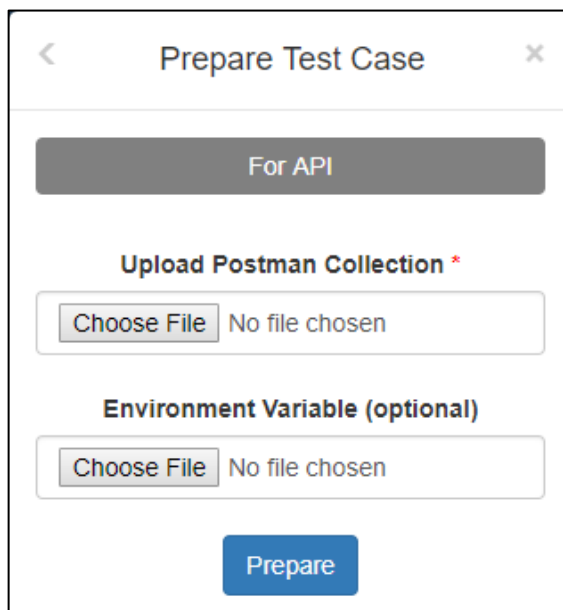 Prepare Test Case
For API
Upload Postman Collection *
Choose File No file chosen
Environment Variable (optional)
Choose File No file chosen
Prepare